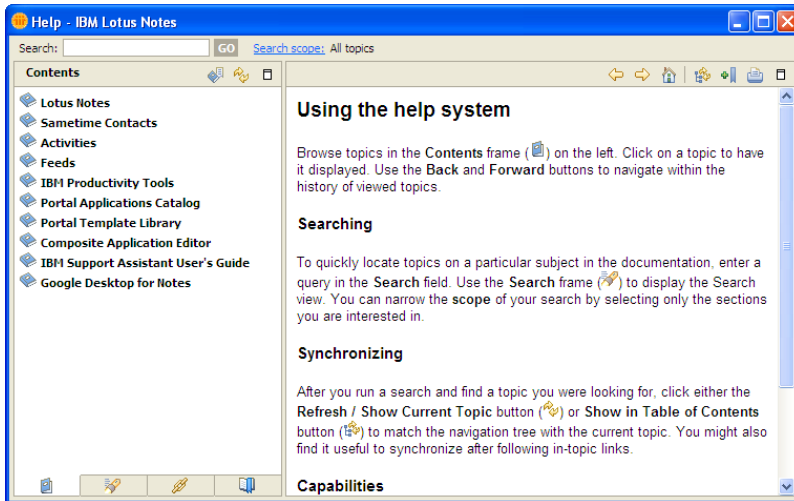 Help - IBM Lotus Notes
Search:
GO
Search scope: All topics
Contents
Lotus Notes
Sametime Contacts
Activities
Feeds
IBM Productivity Tools
Portal Applications Catalog
Portal Template Library
Composite Application Editor
IBM Support Assistant User's Guide
Google Desktop for Notes
Using the help system
Browse topics in the Contents frame ( ) on the left. Click on a topic to have
it displayed. Use the Back and Forward buttons to navigate within the
history of viewed topics.
Searching
To quickly locate topics on a particular subject in the documentation, enter a
query in the Search field. Use the Search frame ( ) to display the Search
view. You can narrow the scope of your search by selecting only the sections
you are interested in.
Synchronizing
After you run a search and find a topic you were looking for, click either the
Refresh / Show Current Topic button ( ) or Show in Table of Contents
button ( ) to match the navigation tree with the current topic. You might also
find it useful to synchronize after following in-topic links.
Capabilities